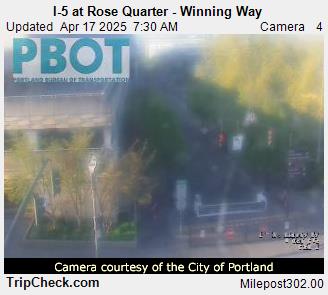 I-5 at Rose Quarter - Winning Way
Updated Apr 17 2025 7:30 AM Camera 4
PBOT
PORTLAND BUREAU OF TRANSPORTATION
Camera courtesy of the City of Portland
TripCheck.com Milepost302.00